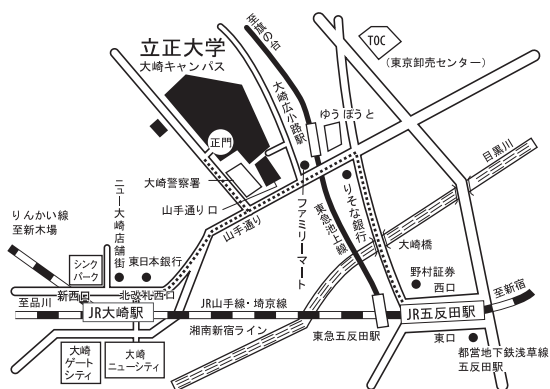 至旗の台
TOC
(東京卸売センター)
立正大学
大崎キャンパス
大崎広小路駅
ゆうぽうと
正門
目黒川
大崎警察署
山手通り口
山手通り
ファミリーマート
東急池上線
りそな銀行
大崎橋
ニュー大崎店舗街
りんかい線
至新木場
東日本銀行
シンク
パーク
野村証券
西口
至新宿
新西口
北改札西口
至品川
JR大崎駅
JR山手線・埼京線
JR五反田駅
湘南新宿ライン
東急五反田駅
東口
都営地下鉄浅草線
五反田駅
大崎
ゲート
シティ
大崎
ニューシティ